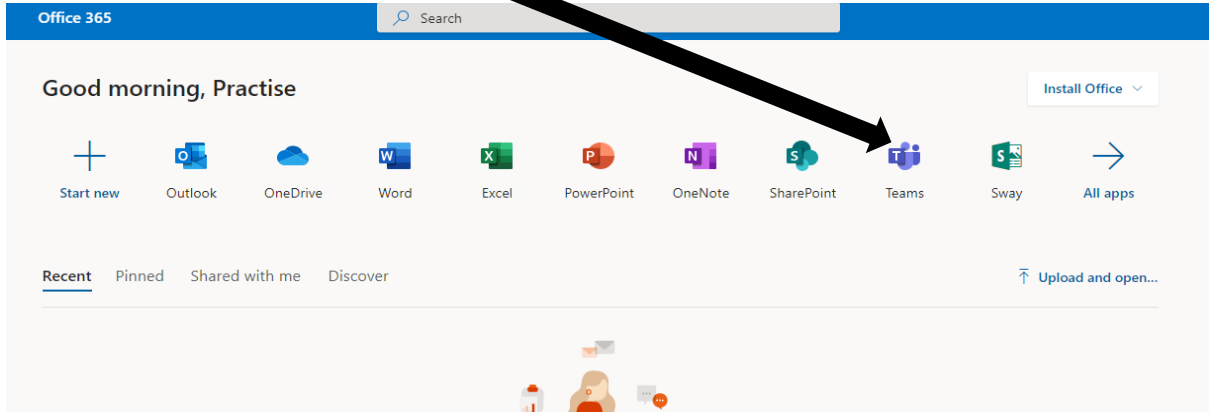 Office 365 Search
Good morning, Practise Install Office
Start new Outlook OneDrive Word Excel PowerPoint OneNote SharePoint Teams Sway All apps
Recent Pinned Shared with me Discover Upload and open...